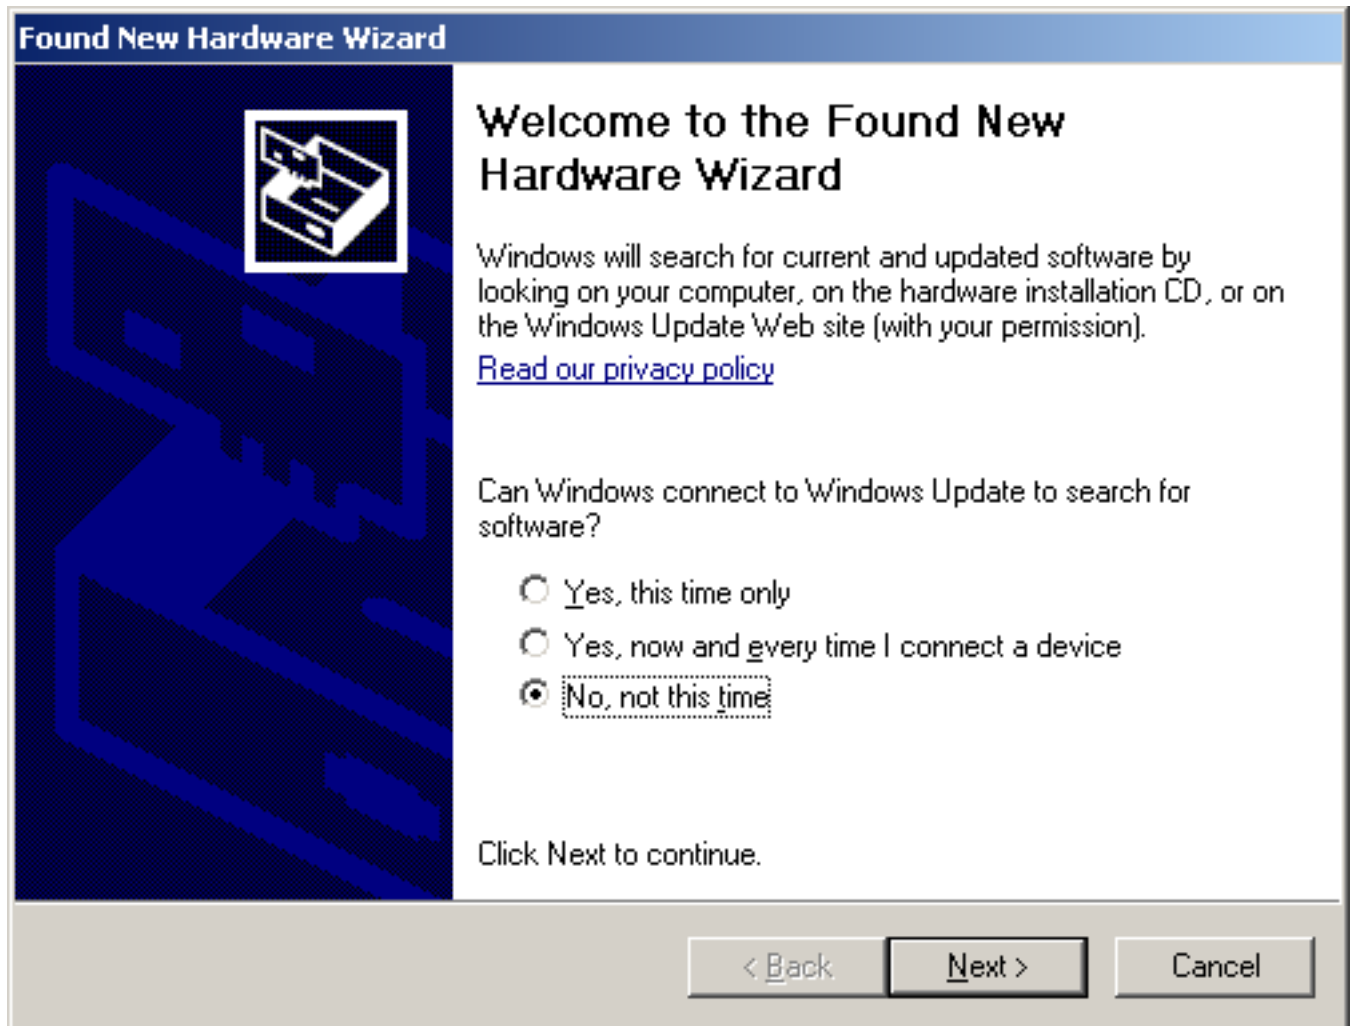 Found New Hardware Wizard
Welcome to the Found New
Hardware Wizard
Windows will search for current and updated software by
looking on your computer, on the hardware installation CD, or on
the Windows Update Web site (with your permission).
Read our privacy policy
Can Windows connect to Windows Update to search for
software?
Yes, this time only
Yes, now and every time I connect a device
No, not this time
Click Next to continue.
< Back
Next >
Cancel